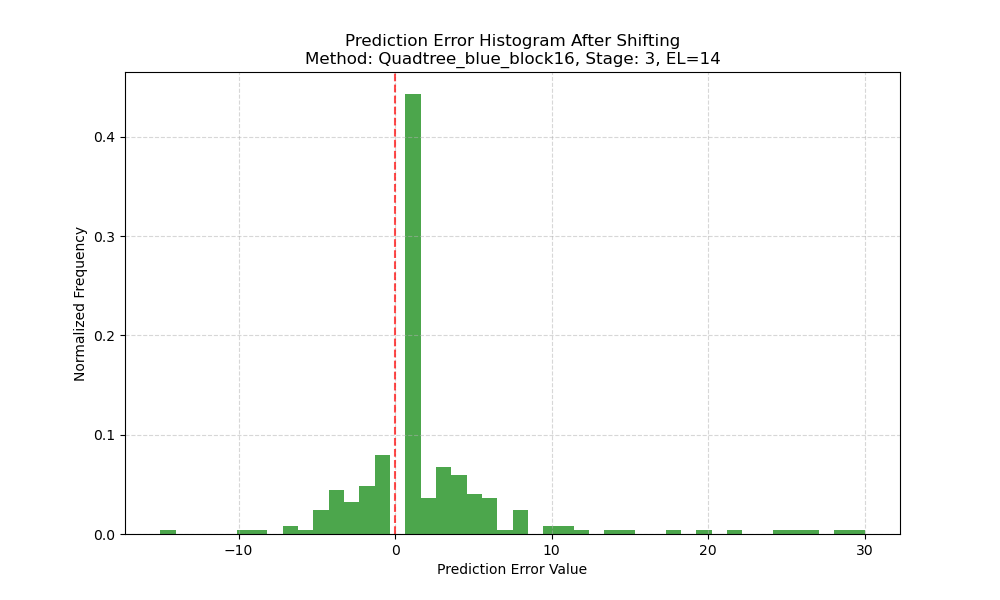 Prediction Error Histogram After Shifting
Method: Quadtree_blue_block16, Stage: 3, EL=14
Normalized Frequency
0.4
0.3
0.2
0.1
0.0
−10
0
10
20
30
Prediction Error Value